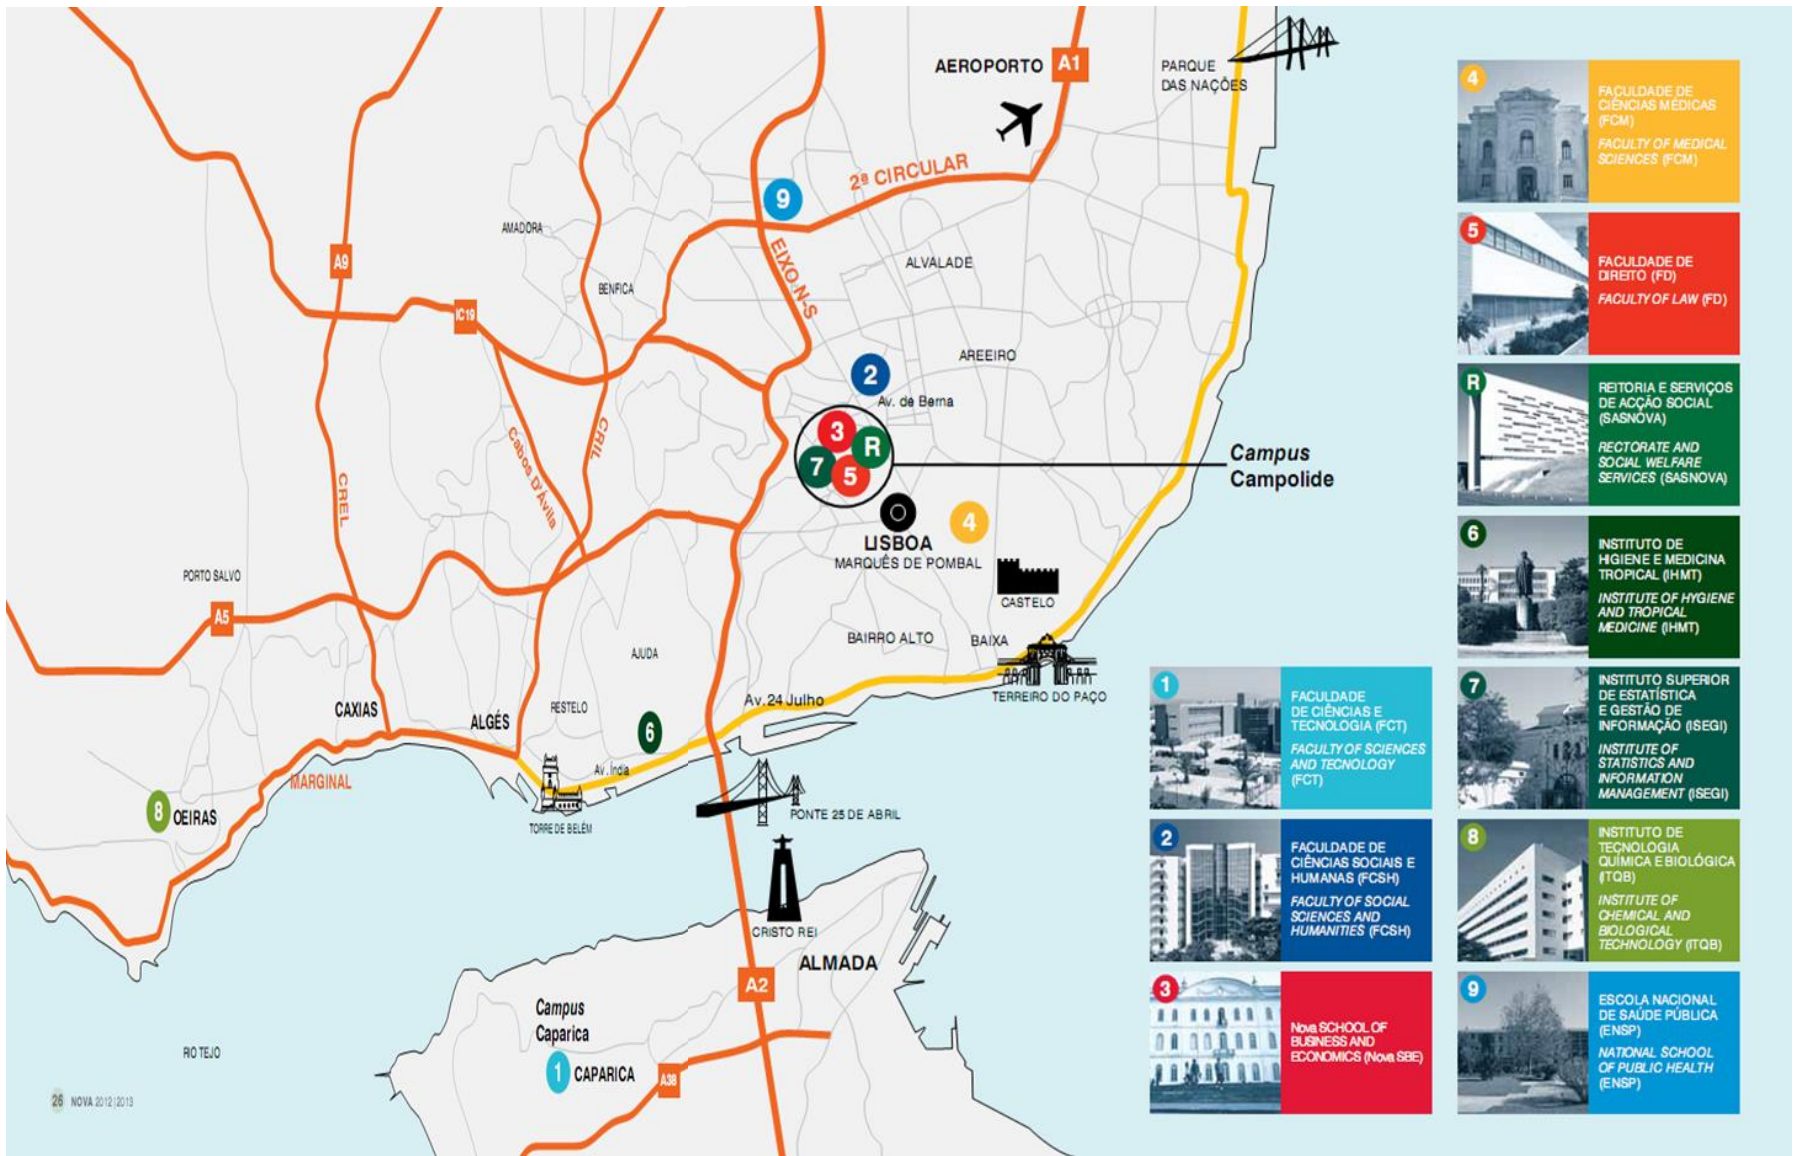 AEROPORTO
A1
PARQUE
DAS NAÇÕES
2ª CIRCULAR
9
AMADORA
A9
EIXO N-S
ALVALADE
BENFICA
IC19
AREEIRO
2
Av. de Berna
3
R
7
5
Campus
Campolide
CREL
Cabos D'Ávila
CRIL
4
LISBOA
MARQUÊS DE POMBAL
PORTO SALVO
A5
CASTELO
BAIRRO ALTO
BAIXA
AJUDA
TERREIRO DO PAÇO
Av. 24 Julho
CAXIAS
ALGÉS
RESTELO
6
Av. Índia
MARGINAL
8
OEIRAS
TORRE DE BELÉM
PONTE 25 DE ABRIL
CRISTO REI
ALMADA
A2
Campus
Caparica
1
CAPARICA
A38
RIO TEJO
26 NOVA 2012|2013
1
FACULDADE
DE CIÊNCIAS E
TECNOLOGIA (FCT)
FACULTY OF SCIENCES
AND TECNOLOGY
(FCT)
2
FACULDADE DE
CIÊNCIAS SOCIAIS E
HUMANAS (FCSH)
FACULTY OF SOCIAL
SCIENCES AND
HUMANITIES (FCSH)
3
Nova SCHOOL OF
BUSINESS AND
ECONOMICS (Nova SBE)
4
FACULDADE DE
CIÊNCIAS MÉDICAS
(FCM)
FACULTY OF MEDICAL
SCIENCES (FCM)
5
FACULDADE DE
DIREITO (FD)
FACULTY OF LAW (FD)
R
REITORIA E SERVIÇOS
DE ACÇÃO SOCIAL
(SASNOVA)
RECTORATE AND
SOCIAL WELFARE
SERVICES (SASNOVA)
6
INSTITUTO DE
HIGIENE E MEDICINA
TROPICAL (IHMT)
INSTITUTE OF HYGIENE
AND TROPICAL
MEDICINE (IHMT)
7
INSTITUTO SUPERIOR
DE ESTATÍSTICA
E GESTÃO DE
INFORMAÇÃO (ISEGI)
INSTITUTE OF
STATISTICS AND
INFORMATION
MANAGEMENT (ISEGI)
8
INSTITUTO DE
TECNOLOGIA
QUÍMICA E BIOLÓGICA
(ITQB)
INSTITUTE OF
CHEMICAL AND
BIOLOGICAL
TECHNOLOGY (ITQB)
9
ESCOLA NACIONAL
DE SAÚDE PÚBLICA
(ENSP)
NATIONAL SCHOOL
OF PUBLIC HEALTH
(ENSP)